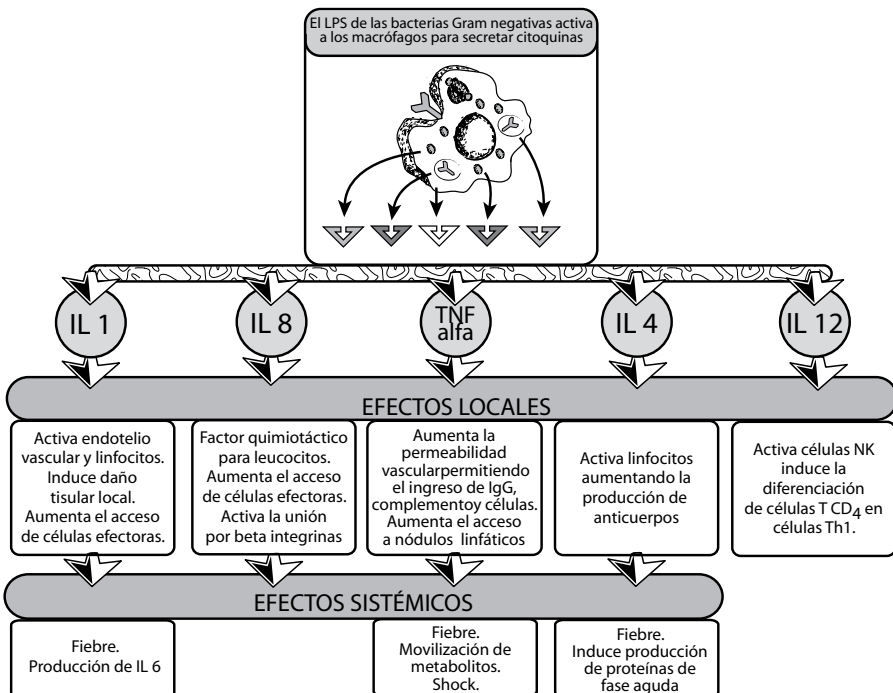 El LPS de las bacterias Gram negativas activa
a los macrófagos para secretar citoquinas
IL 1
IL 8
TNF
alfa
IL 4
IL 12
EFECTOS LOCALES
Activa endotelio
vascular y linfocitos.
Induce daño
tisular local.
Aumenta el acceso
de células efectoras.
Factor quimiotáctico
para leucocitos.
Aumenta el acceso
de células efectoras.
Activa la unión
por beta integrinas
Aumenta la
permeabilidad
vascularpermitiendo
el ingreso de IgG,
complementoy células.
Aumenta el acceso
a nódulos linfáticos
Activa linfocitos
aumentando la
producción de
anticuerpos
Activa células NK
induce la
diferenciación
de células T CD4 en
células Th1.
EFECTOS SISTÉMICOS
Fiebre.
Producción de IL 6
Fiebre.
Movilización de
metabolitos.
Shock.
Fiebre.
Induce producción
de proteínas de
fase aguda